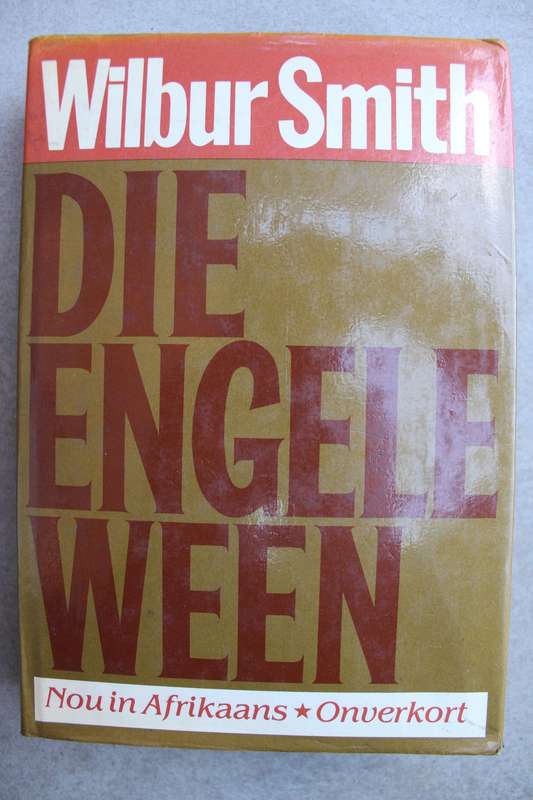 Wilbur Smith
DIE
ENGELE
WEEN
Nou in Afrikaans ★ Onverkort